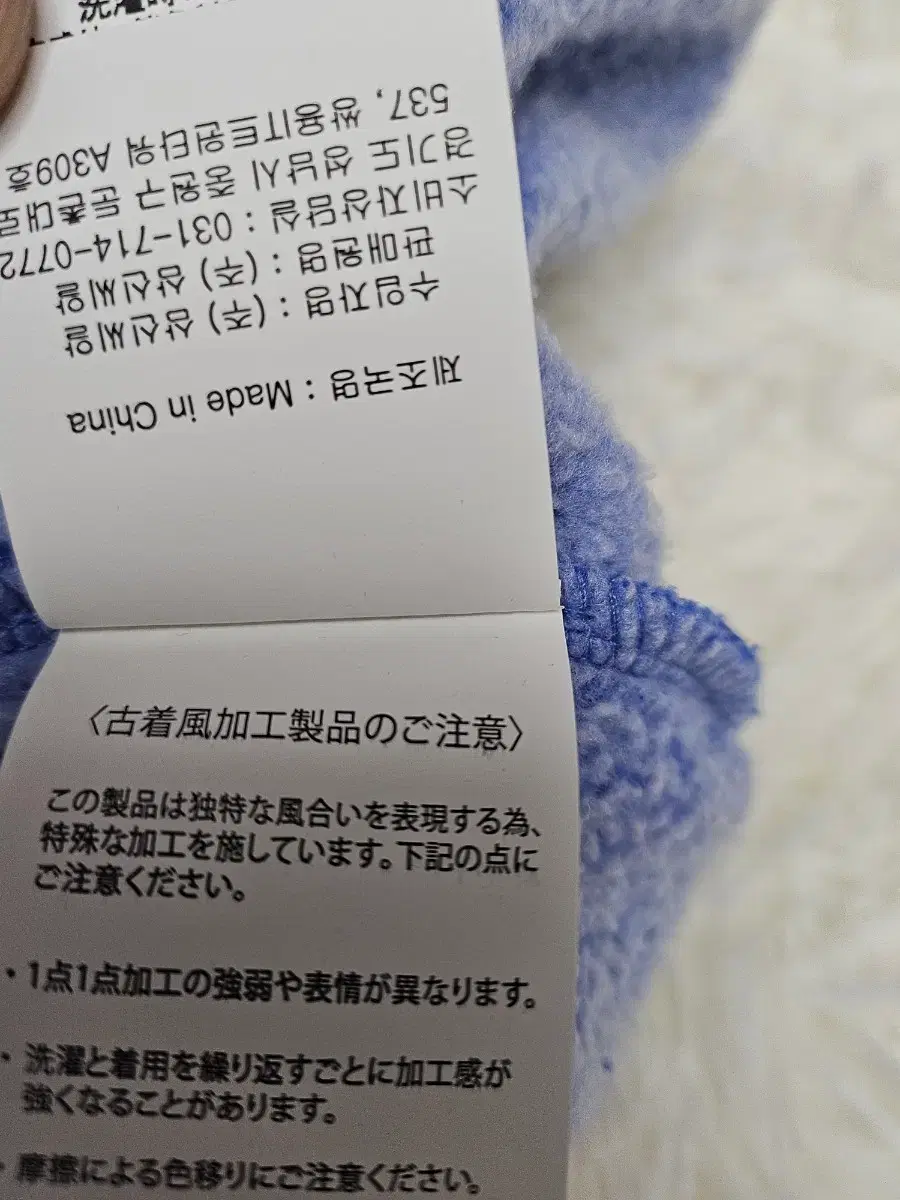 제조국명 : Made in China
수입자명 : (주) 삼신씨알
판매원명 : (주) 삼신씨알
소비자상담실 : 031-714-0772
경기도 성남시 중원구 둔촌대로
537, 쌍용IT트윈타워 A309호
〈古着風加工製品のご注意〉
この製品は独特な風合いを表現する為、
特殊な加工を施しています。下記の点に
ご注意ください。
・1点1点加工の強弱や表情が異なります。
・洗濯と着用を繰り返すごとに加工感が
強くなることがあります。
・摩擦による色移りにご注意ください。